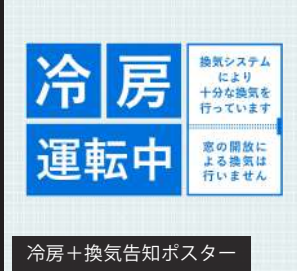 冷房
運転中
換気システム
により
十分な換気を
行っています
窓の開放に
よる換気は
行いません
冷房＋換気告知ポスター